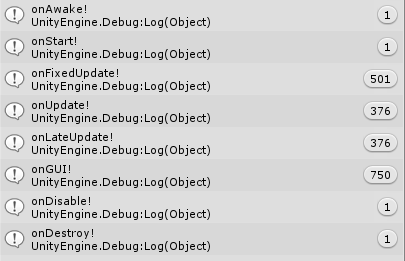 onAwake!
UnityEngine.Debug:Log(Object)
1
onStart!
UnityEngine.Debug:Log(Object)
1
onFixedUpdate!
UnityEngine.Debug:Log(Object)
501
onUpdate!
UnityEngine.Debug:Log(Object)
376
onLateUpdate!
UnityEngine.Debug:Log(Object)
376
onGUI!
UnityEngine.Debug:Log(Object)
750
onDisable!
UnityEngine.Debug:Log(Object)
1
onDestroy!
UnityEngine.Debug:Log(Object)
1